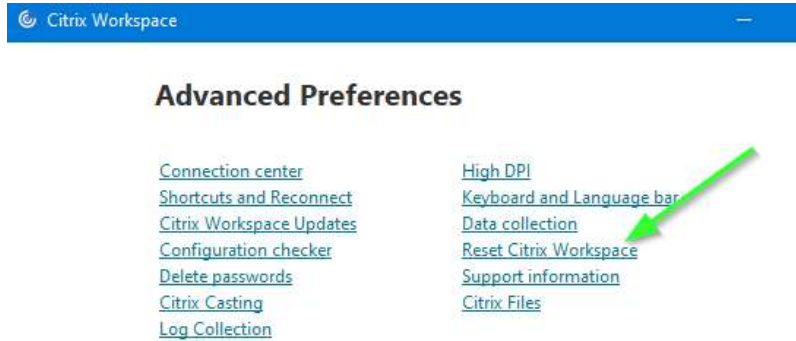 Citrix Workspace
Advanced Preferences
Connection center
Shortcuts and Reconnect
Citrix Workspace Updates
Configuration checker
Delete passwords
Citrix Casting
Log Collection
High DPI
Keyboard and Language bar
Data collection
Reset Citrix Workspace
Support information
Citrix Files